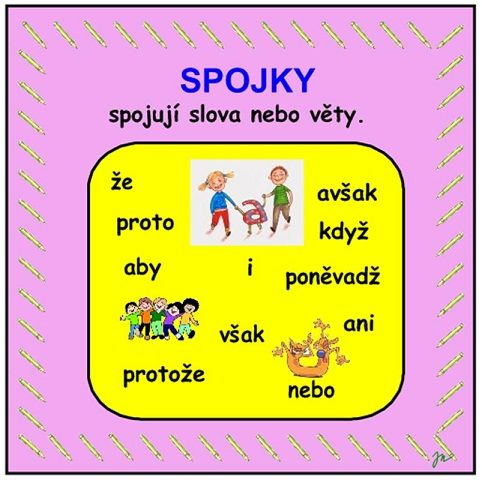 SPOJKY
spojují slova nebo věty.
že
a
avšak
proto
když
aby
i
poněvadž
však
ani
protože
nebo